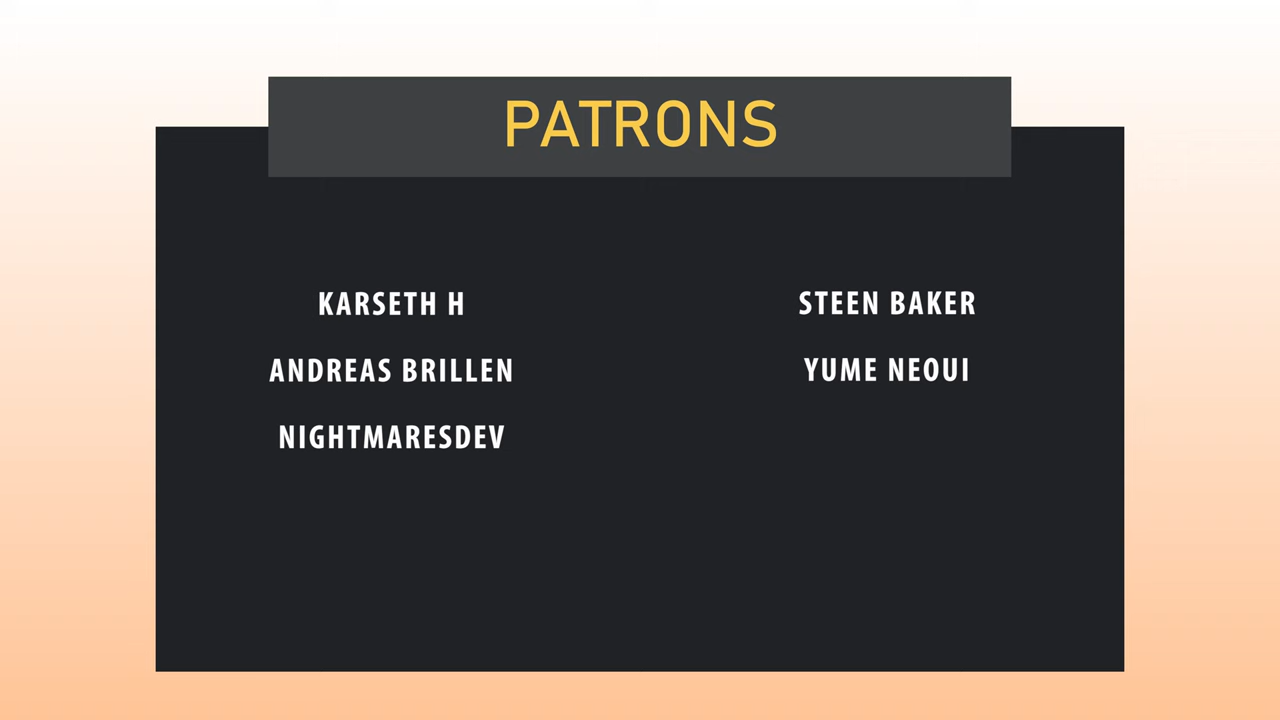 PATRONS
KARSETH H
ANDREAS BRILLEN
NIGHTMARESDEV
STEEN BAKER
YUME NEOUI